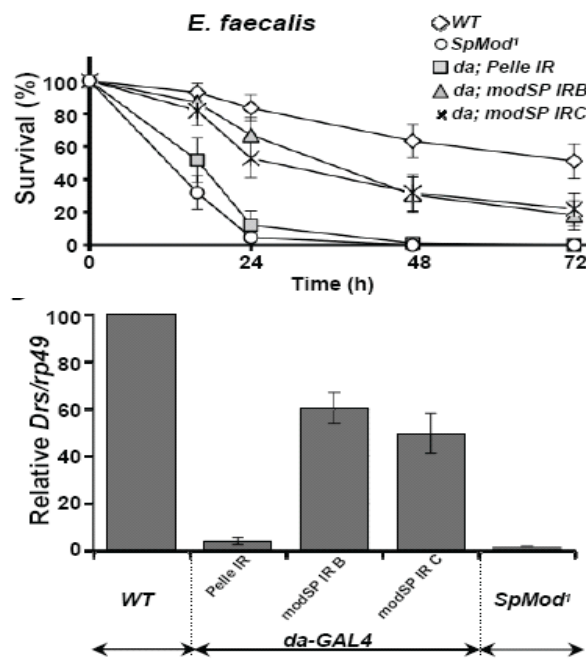 E. faecalis
WT
SpMod¹
da; Pelle IR
da; modSP IRB
da; modSP IRC
Survival (%)
100
80
60
40
20
0
0 24 48 72
Time (h)
Relative Drs/rp49
100
80
60
40
20
0
Pelle IR
modSP IR B
modSP IR C
WT
SpMod¹
da-GAL4